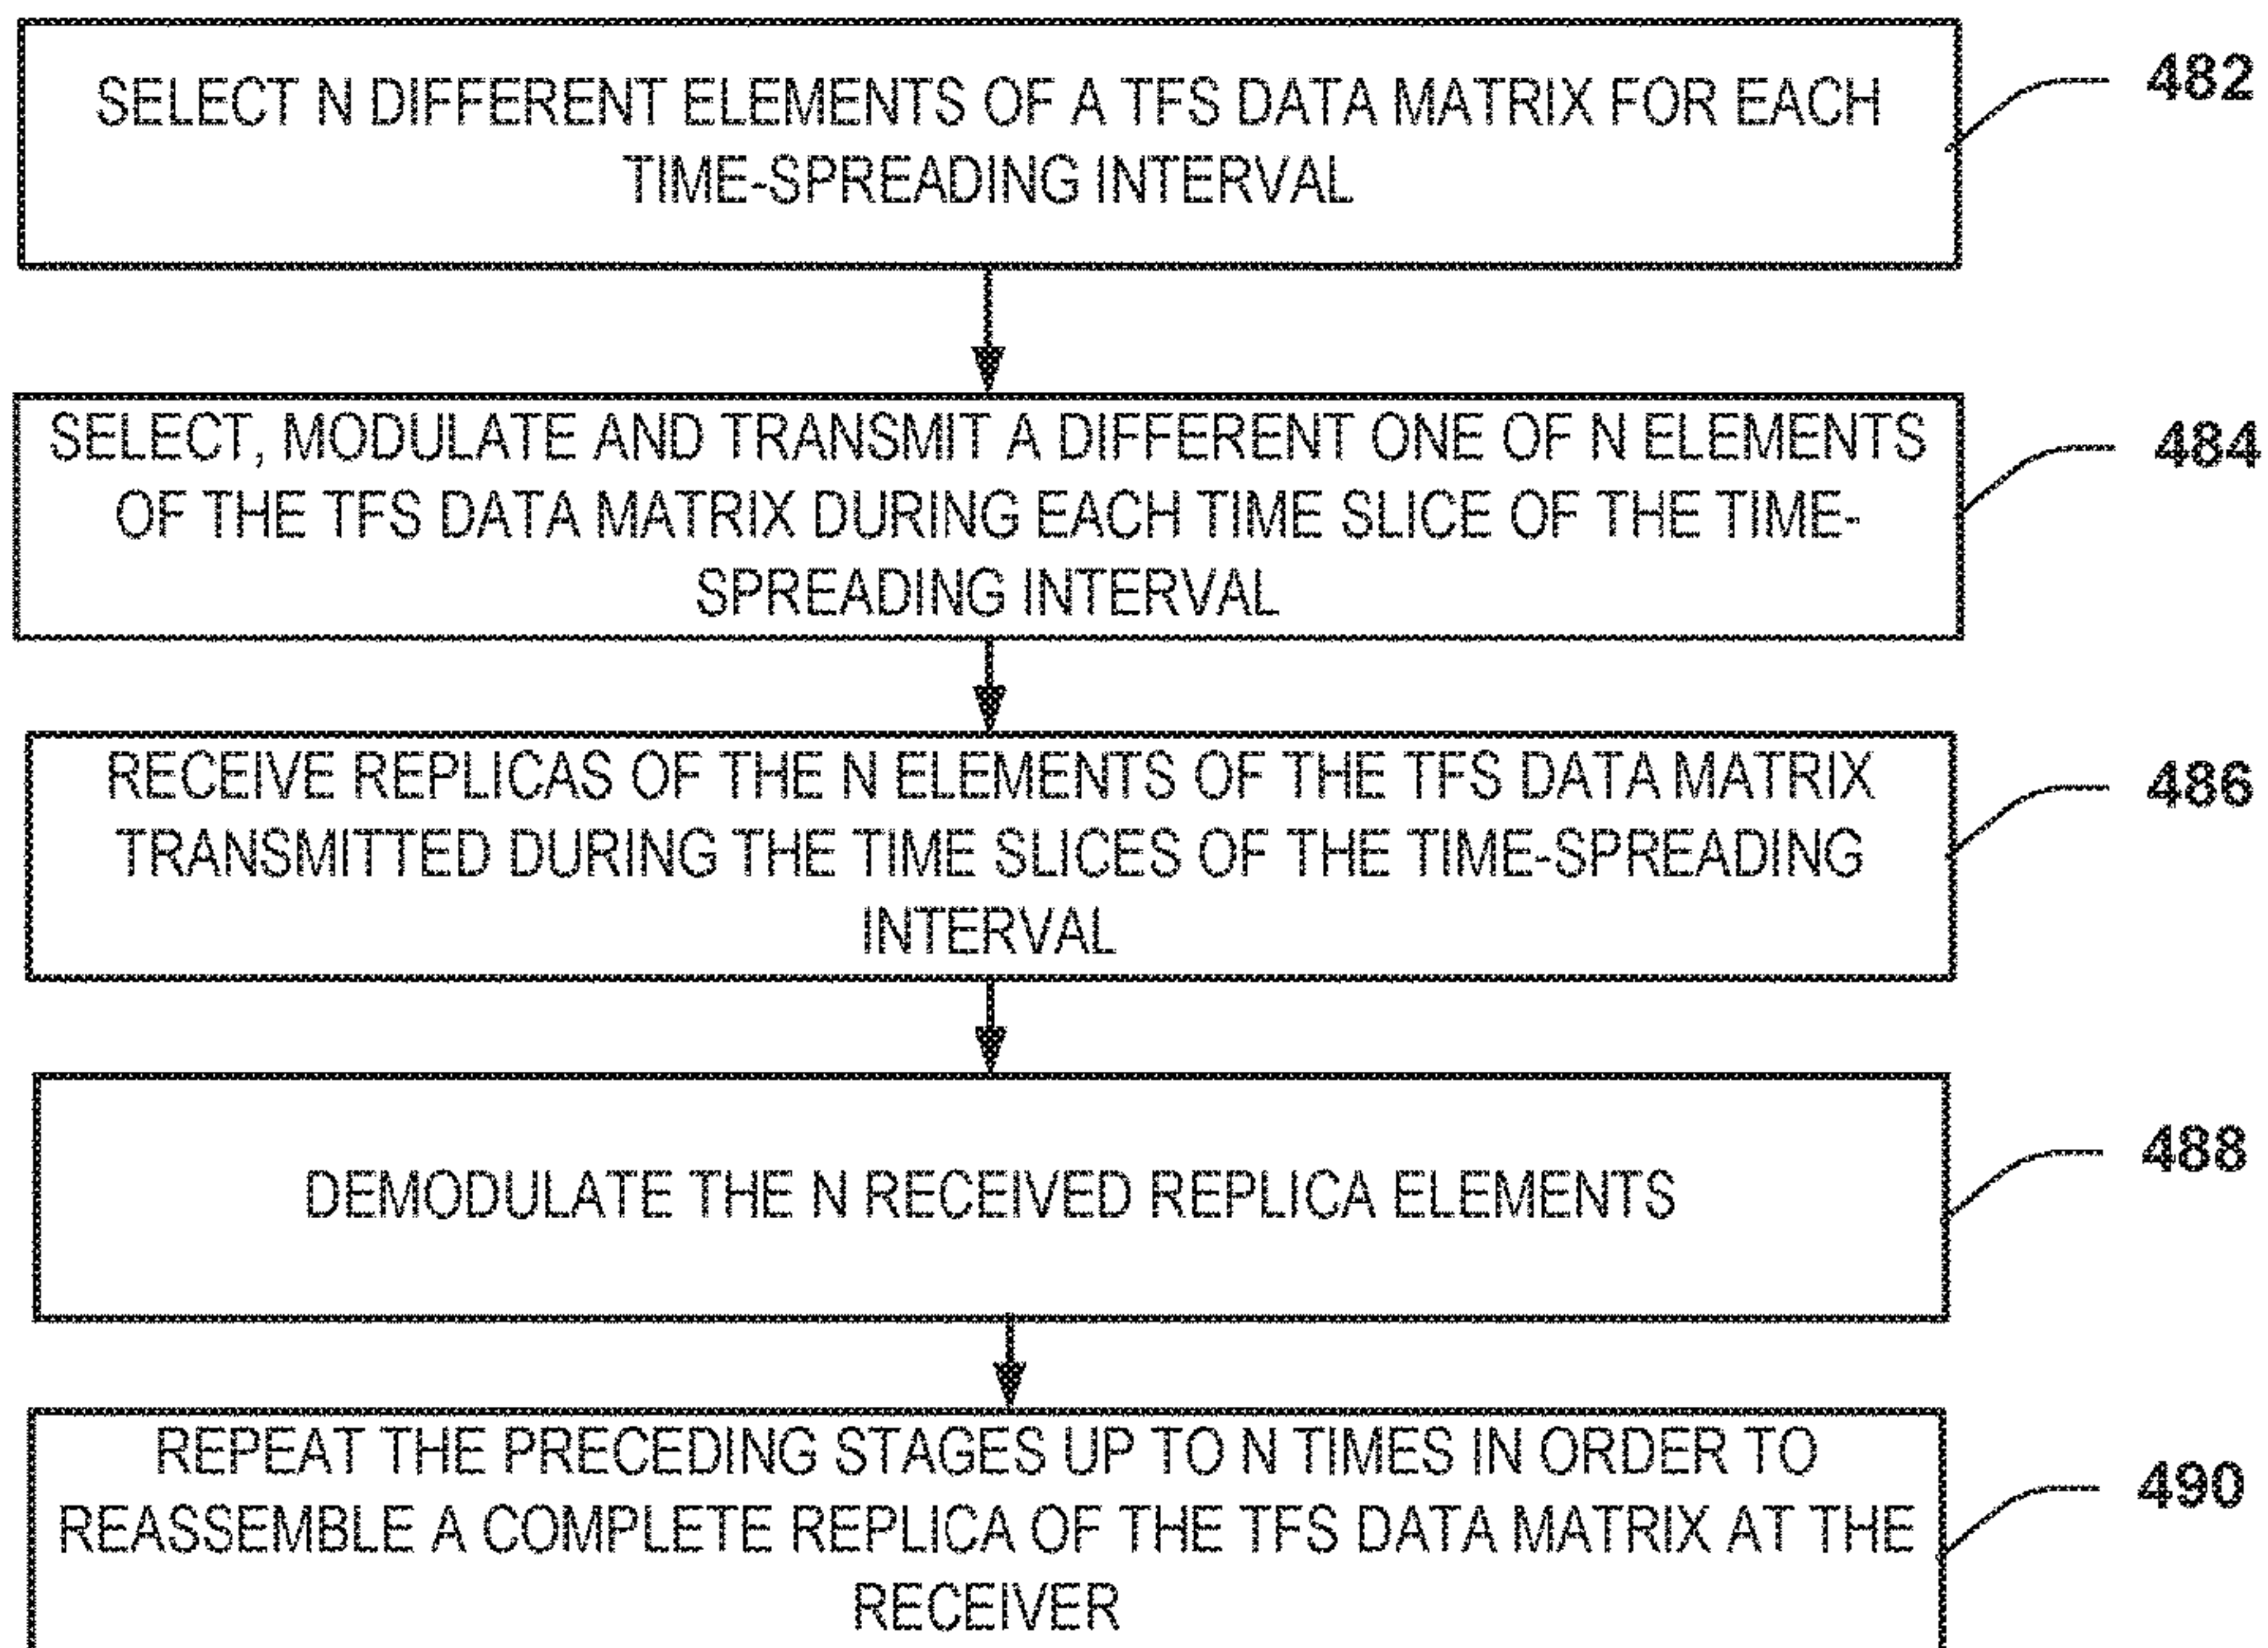 SELECT N DIFFERENT ELEMENTS OF A TFS DATA MATRIX FOR EACH
TIME-SPREADING INTERVAL
482
SELECT, MODULATE AND TRANSMIT A DIFFERENT ONE OF N ELEMENTS
OF THE TFS DATA MATRIX DURING EACH TIME SLICE OF THE TIME-
SPREADING INTERVAL
484
RECEIVE REPLICAS OF THE N ELEMENTS OF THE TFS DATA MATRIX
TRANSMITTED DURING THE TIME SLICES OF THE TIME-SPREADING
INTERVAL
486
DEMODULATE THE N RECEIVED REPLICA ELEMENTS
488
REPEAT THE PRECEDING STAGES UP TO N TIMES IN ORDER TO
REASSEMBLE A COMPLETE REPLICA OF THE TFS DATA MATRIX AT THE
RECEIVER
490